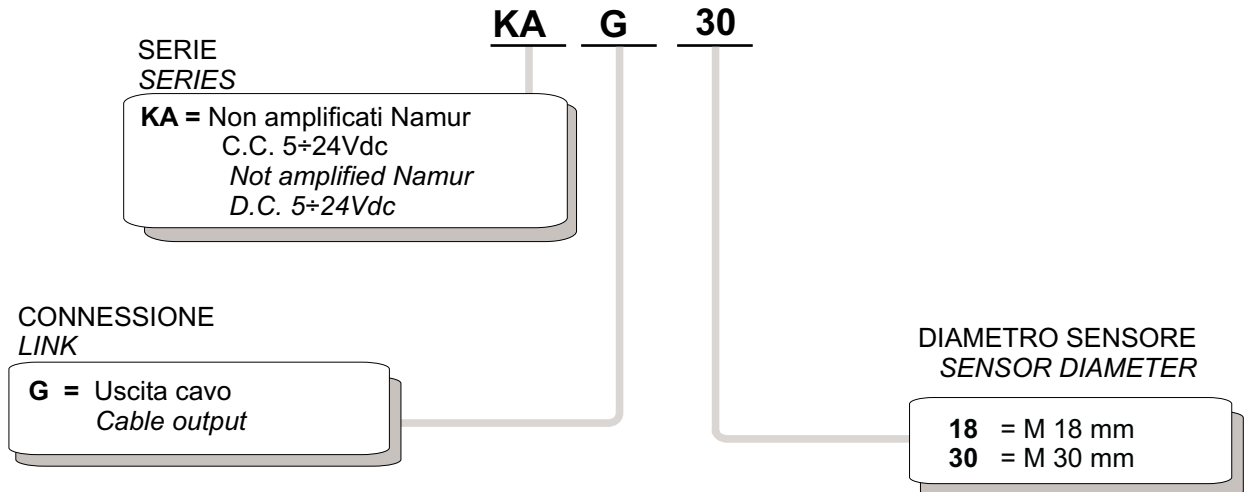 KA G 30
SERIE
SERIES
KA = Non amplificati Namur
C.C. 5÷24Vdc
Not amplified Namur
D.C. 5÷24Vdc
CONNESSIONE
LINK
G = Uscita cavo
Cable output
DIAMETRO SENSORE
SENSOR DIAMETER
18 = M 18 mm
30 = M 30 mm